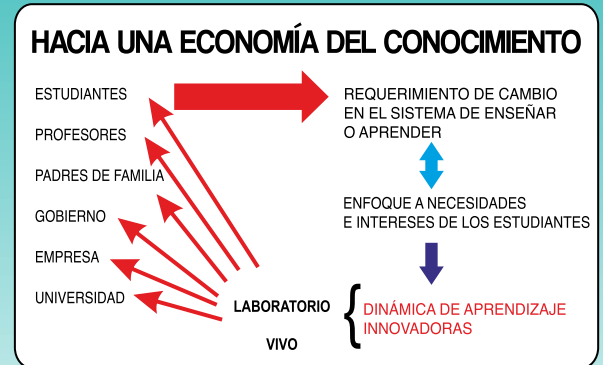 HACIA UNA ECONOMÍA DEL CONOCIMIENTO
ESTUDIANTES
PROFESORES
PADRES DE FAMILIA
GOBIERNO
EMPRESA
UNIVERSIDAD
REQUERIMIENTO DE CAMBIO
EN EL SISTEMA DE ENSEÑAR
O APRENDER
ENFOQUE A NECESIDADES
E INTERESES DE LOS ESTUDIANTES
LABORATORIO
VIVO
{
DINÁMICA DE APRENDIZAJE
INNOVADORAS